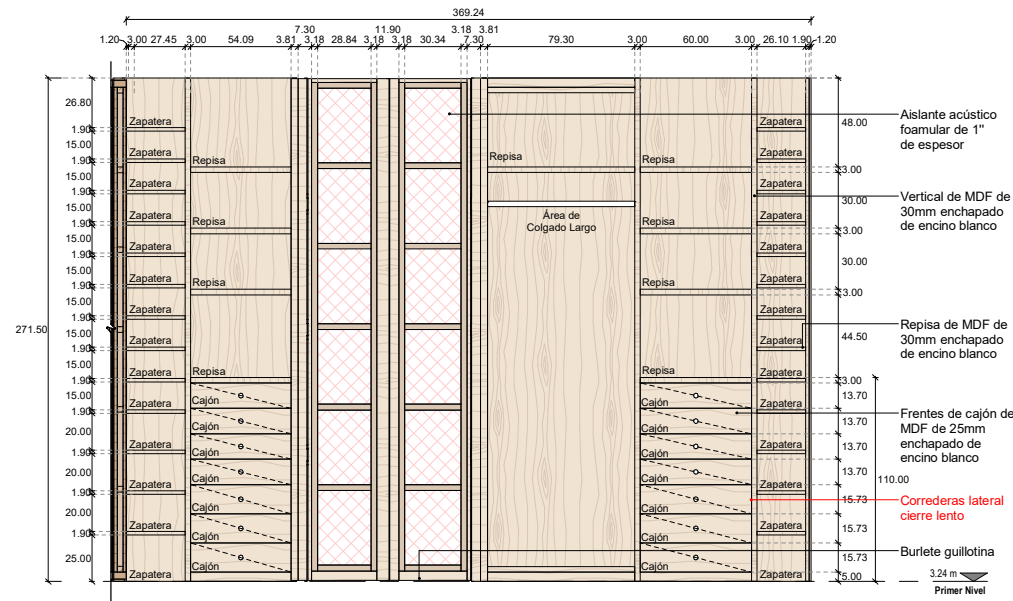 369.24
1.20
3.00
27.45
3.00
54.09
3.81
7.30
3.18
28.84
3.18
11.90
3.18
30.34
3.18
7.30
3.81
79.30
3.00
60.00
3.00
26.10
1.90
1.20
271.50
26.80
1.90
15.00
1.90
15.00
1.90
15.00
1.90
15.00
1.90
15.00
1.90
15.00
1.90
15.00
1.90
15.00
1.90
15.00
1.90
20.00
1.90
20.00
1.90
20.00
1.90
25.00
Zapatera
Zapatera
Zapatera
Zapatera
Zapatera
Zapatera
Zapatera
Zapatera
Zapatera
Zapatera
Zapatera
Zapatera
Zapatera
Zapatera
Repisa
Repisa
Repisa
Repisa
Cajón
Cajón
Cajón
Cajón
Cajón
Cajón
Cajón
Repisa
Área de
Colgado Largo
Repisa
Repisa
Repisa
Repisa
Cajón
Cajón
Cajón
Cajón
Cajón
Cajón
Cajón
Zapatera
Zapatera
Zapatera
Zapatera
Zapatera
Zapatera
Zapatera
Zapatera
Zapatera
Zapatera
Zapatera
Zapatera
Zapatera
Zapatera
48.00
3.00
30.00
3.00
30.00
3.00
44.50
3.00
13.70
13.70
13.70
13.70
15.73
15.73
15.73
5.00
110.00
Aislante acústico
foamular de 1"
de espesor
Vertical de MDF de
30mm enchapado
de encino blanco
Repisa de MDF de
30mm enchapado
de encino blanco
Frentes de cajón de
MDF de 25mm
enchapado de
encino blanco
Correderas lateral
cierre lento
Burlete guillotina
3.24 m
Primer Nivel